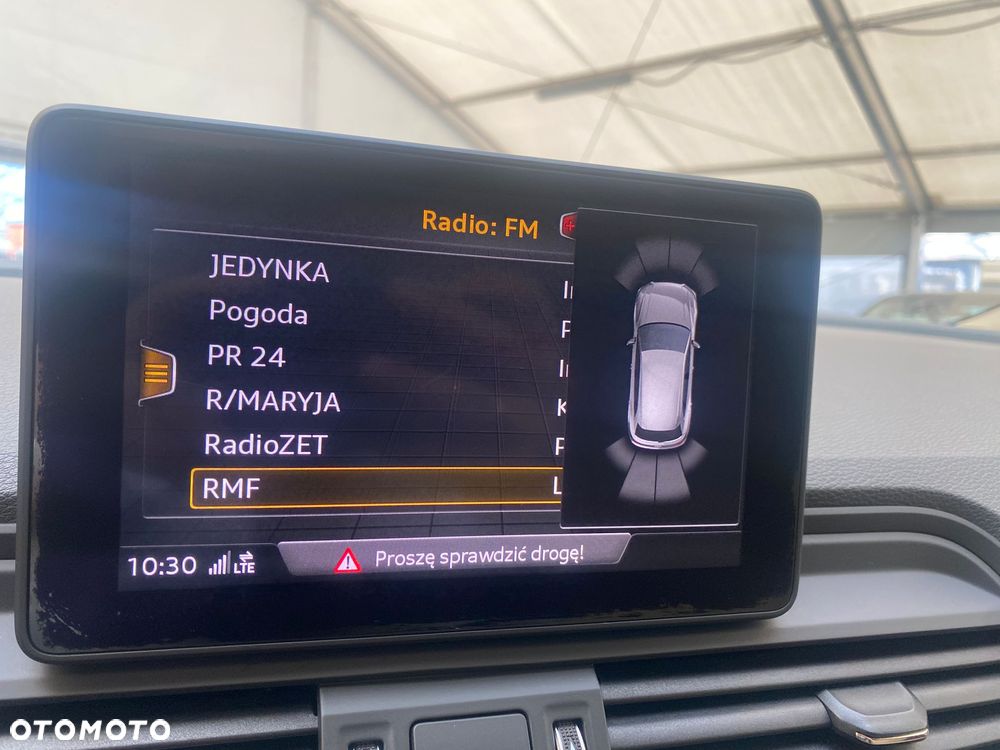 Radio: FM
JEDYNKA
Pogoda
PR 24
R/MARYJA
RadioZET
RMF
10:30 LTE Proszę sprawdzić drogę!
OTOMOTO